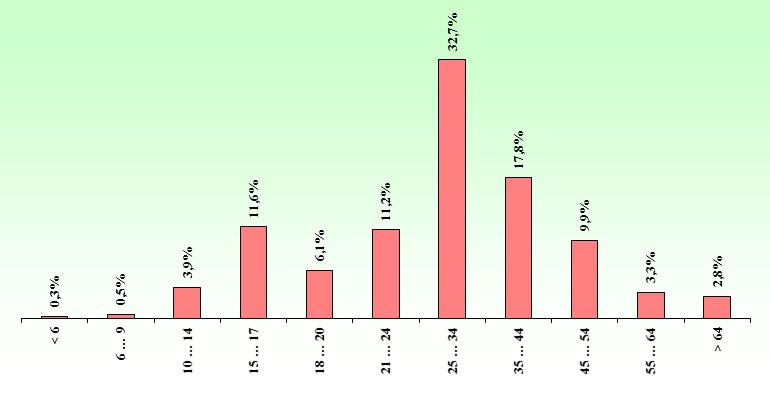 0,3%
0,5%
3,9%
11,6%
6,1%
11,2%
32,7%
17,8%
9,9%
3,3%
2,8%
< 6
6 ... 9
10 ... 14
15 ... 17
18 ... 20
21 ... 24
25 ... 34
35 ... 44
45 ... 54
55 ... 64
> 64